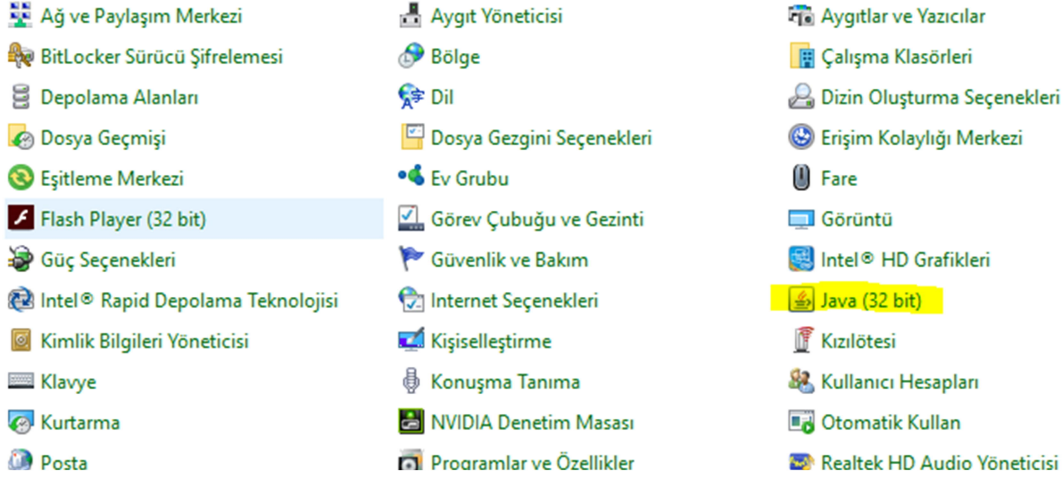 Ağ ve Paylaşım Merkezi
Aygıt Yöneticisi
Aygıtlar ve Yazıcılar
BitLocker Sürücü Şifrelemesi
Bölge
Çalışma Klasörleri
Depolama Alanları
Dil
Dizin Oluşturma Seçenekleri
Dosya Geçmişi
Dosya Gezgini Seçenekleri
Erişim Kolaylığı Merkezi
Eşitleme Merkezi
Ev Grubu
Fare
Flash Player (32 bit)
Görev Çubuğu ve Gezinti
Görüntü
Güç Seçenekleri
Güvenlik ve Bakım
Intel® HD Grafikleri
Intel® Rapid Depolama Teknolojisi
Internet Seçenekleri
Java (32 bit)
Kimlik Bilgileri Yöneticisi
Kişiselleştirme
Kızılötesi
Klavye
Konuşma Tanıma
Kullanıcı Hesapları
Kurtarma
NVIDIA Denetim Masası
Otomatik Kullan
Posta
Programlar ve Özellikler
Realtek HD Audio Yöneticisi